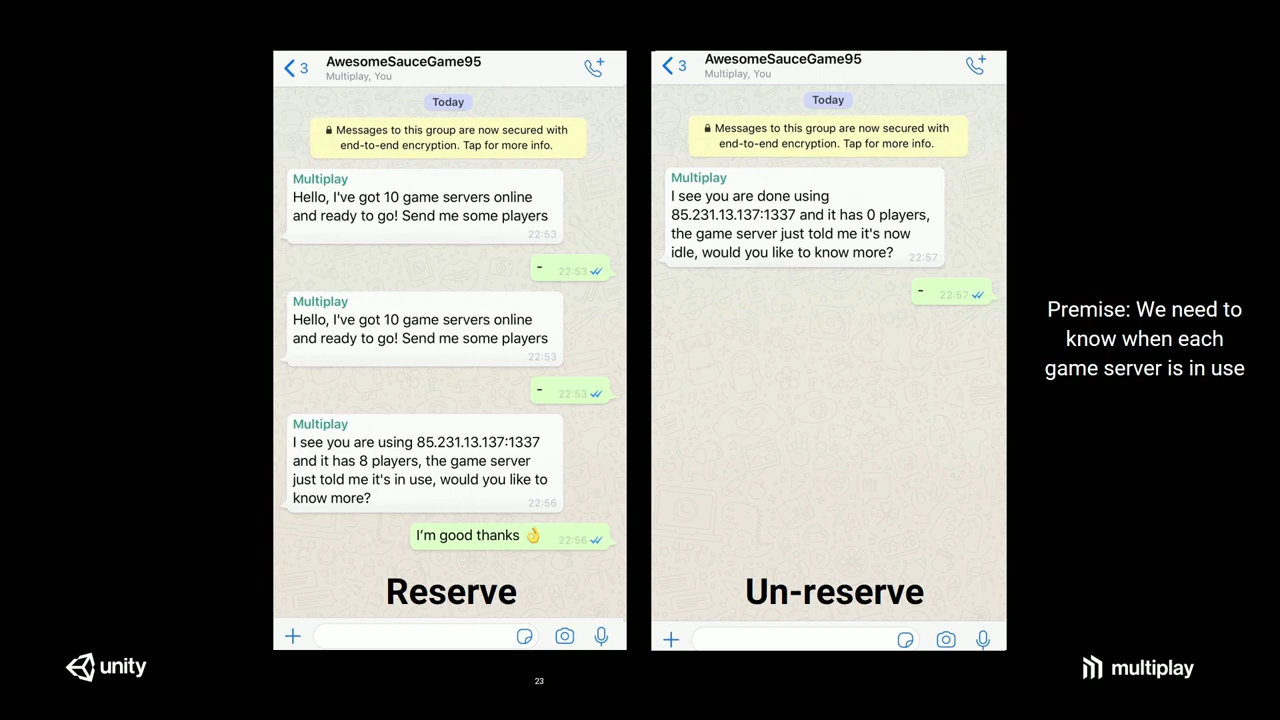 3
AwesomeSauceGame95
Multiplay, You
Today
Messages to this group are now secured with
end-to-end encryption. Tap for more info.
Multiplay
Hello, I've got 10 game servers online
and ready to go! Send me some players
22:53
- 22:53
Multiplay
Hello, I've got 10 game servers online
and ready to go! Send me some players
22:53
- 22:53
Multiplay
I see you are using 85.231.13.137:1337
and it has 8 players, the game server
just told me it's in use, would you like to
know more?
22:56
I'm good thanks 👌 22:56
Reserve
3
AwesomeSauceGame95
Multiplay, You
Today
Messages to this group are now secured with
end-to-end encryption. Tap for more info.
Multiplay
I see you are done using
85.231.13.137:1337 and it has 0 players,
the game server just told me it's now
idle, would you like to know more? 22:57
- 22:57
Un-reserve
Premise: We need to
know when each
game server is in use
unity
23
multiplay